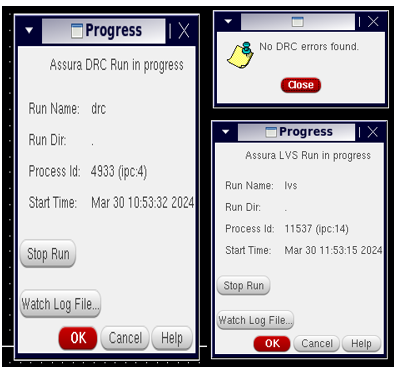 Progress
Assura DRC Run in progress
Run Name: drc
Run Dir: .
Process Id: 4933 (ipc:4)
Start Time: Mar 30 10:53:32 2024
Stop Run
Watch Log File...
OK Cancel Help
No DRC errors found.
Close
Progress
Assura LVS Run in progress
Run Name: lvs
Run Dir: .
Process Id: 11537 (ipc:14)
Start Time: Mar 30 11:53:15 2024
Stop Run
Watch Log File...
OK Cancel Help